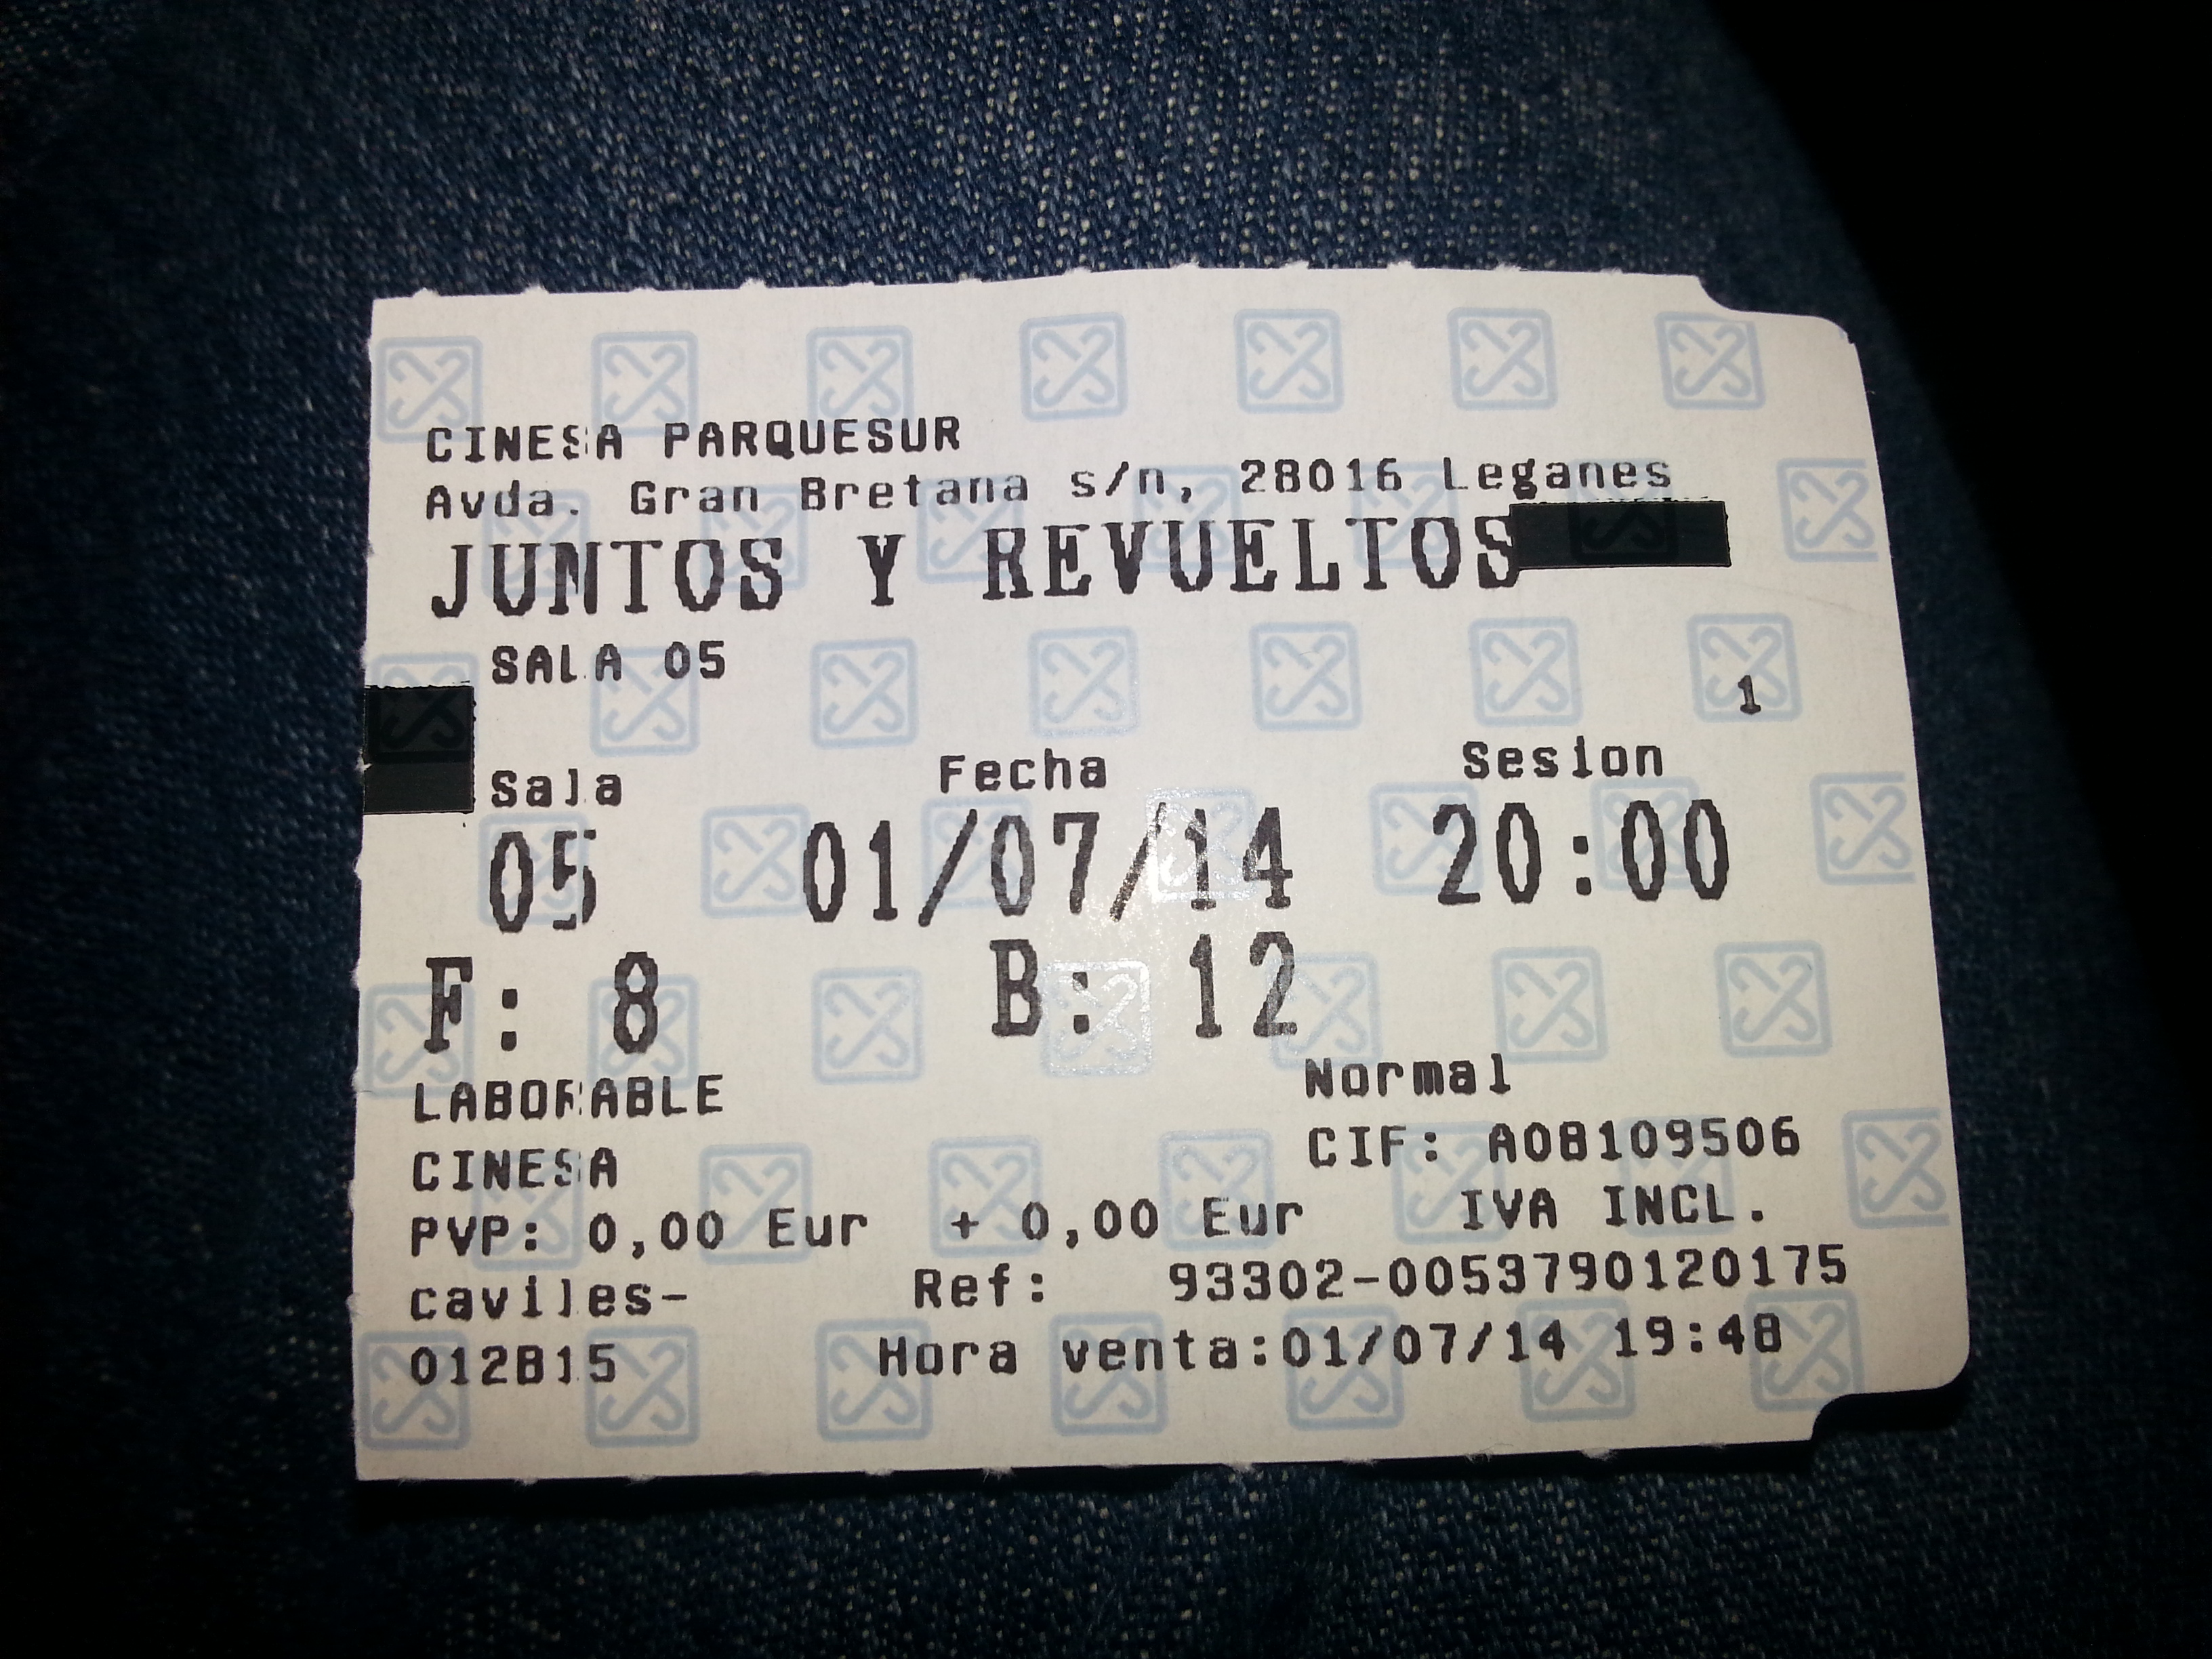 CINESA PARQUESUR
Avda. Gran Bretana s/n, 28016 Leganes
JUNTOS Y REVUELTOS
SALA 05
1
Sala Fecha Sesion
05 01/07/14 20:00
F: 8 B: 12
LABORABLE Normal
CINESA CIF: A08109506
PVP: 0,00 Eur + 0,00 Eur IVA INCL.
caviles- Ref: 93302-0053790120175
012815 Hora venta:01/07/14 19:48